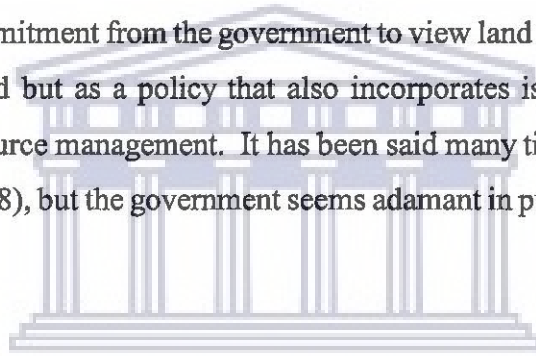 mitment from the government to view land
d but as a policy that also incorporates is
urce management. It has been said many ti
8), but the government seems adamant in p